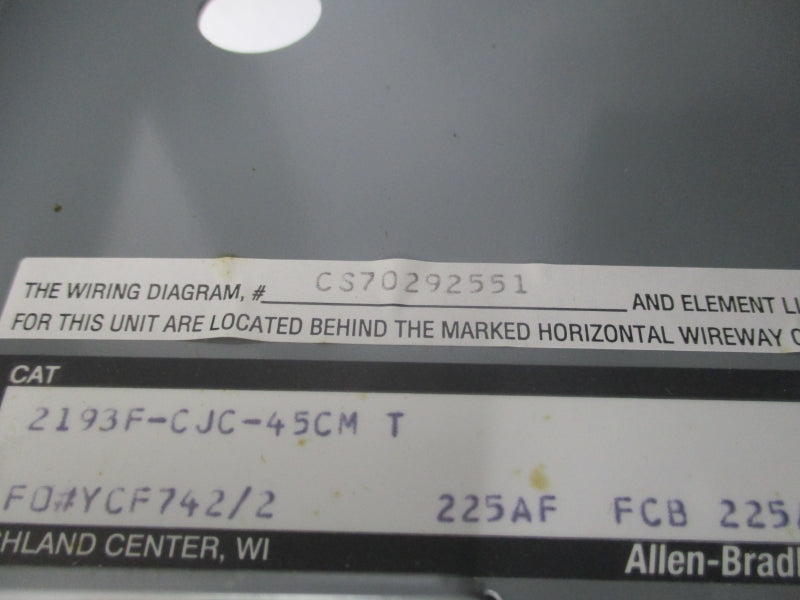 THE WIRING DIAGRAM, # CS70292551 AND ELEMENT LI
FOR THIS UNIT ARE LOCATED BEHIND THE MARKED HORIZONTAL WIREWAY C
CAT
2193F-CJC-45CM T
FO#YCF742/2 225AF FCB 225
HLAND CENTER, WI Allen-Bradl